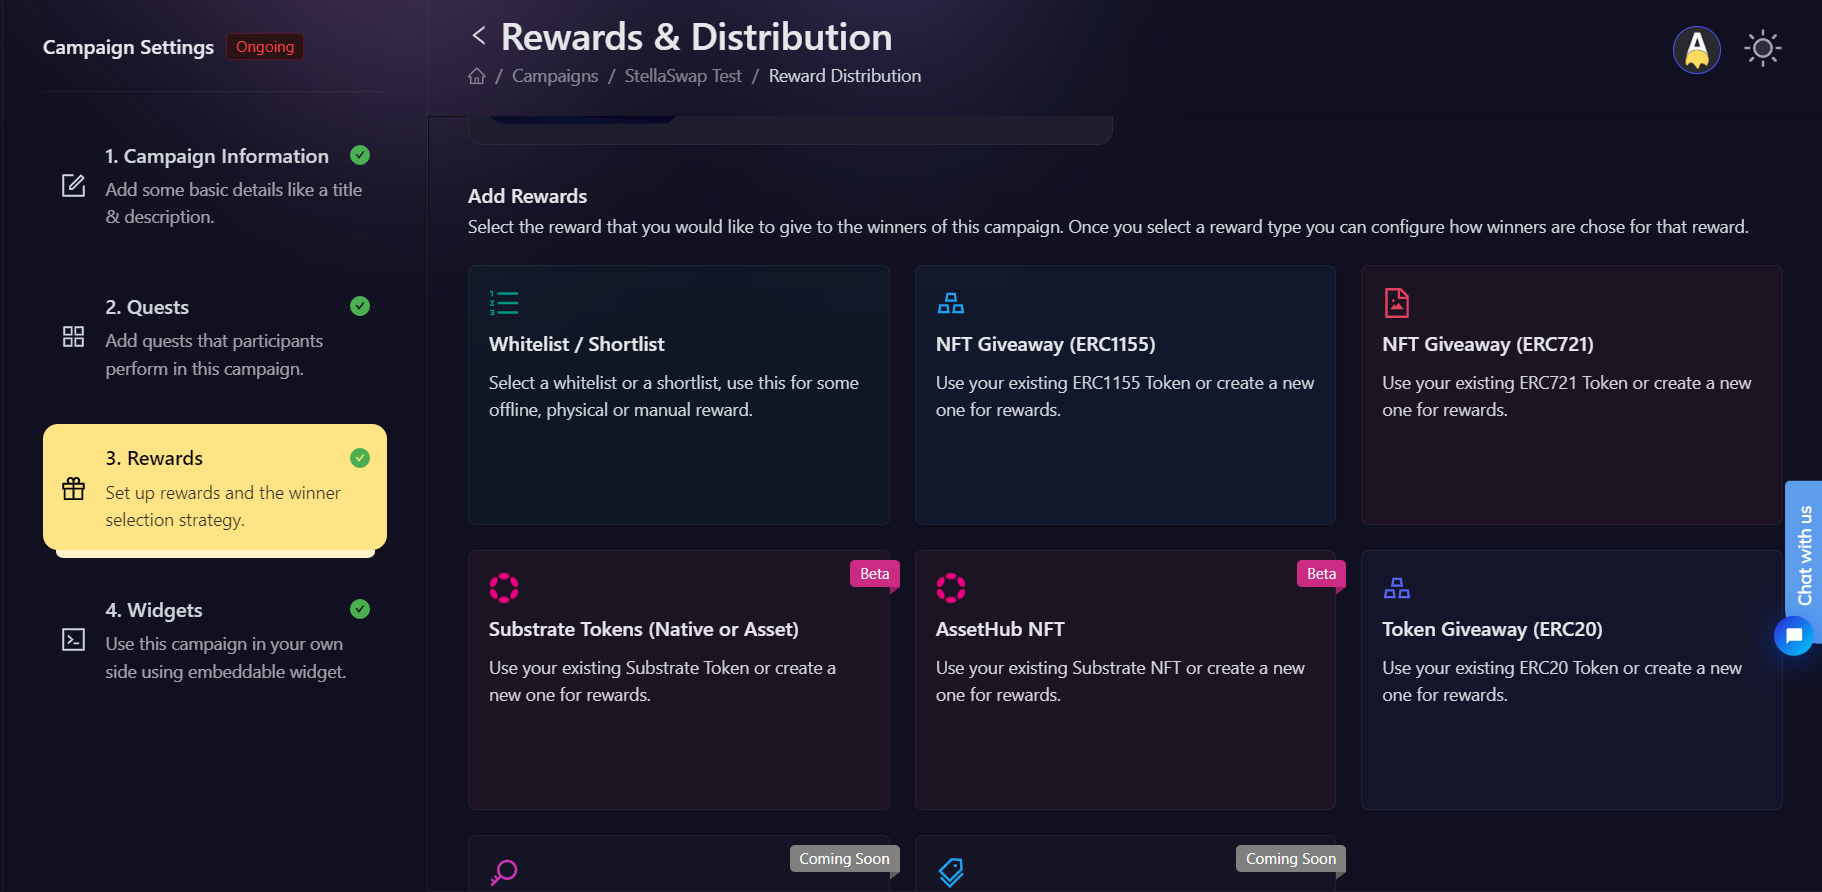 Campaign Settings Ongoing
1. Campaign Information
Add some basic details like a title
& description.
2. Quests
Add quests that participants
perform in this campaign.
3. Rewards
Set up rewards and the winner
selection strategy.
4. Widgets
Use this campaign in your own
side using embeddable widget.
Rewards & Distribution
/ Campaigns / StellaSwap Test / Reward Distribution
Add Rewards
Select the reward that you would like to give to the winners of this campaign. Once you select a reward type you can configure how winners are chose for that reward.
Whitelist / Shortlist
Select a whitelist or a shortlist, use this for some
offline, physical or manual reward.
NFT Giveaway (ERC1155)
Use your existing ERC1155 Token or create a new
one for rewards.
NFT Giveaway (ERC721)
Use your existing ERC721 Token or create a new
one for rewards.
Beta
Substrate Tokens (Native or Asset)
Use your existing Substrate Token or create a
new one for rewards.
Beta
AssetHub NFT
Use your existing Substrate NFT or create a new
one for rewards.
Token Giveaway (ERC20)
Use your existing ERC20 Token or create a new
one for rewards.
Coming Soon
Coming Soon
Chat with us